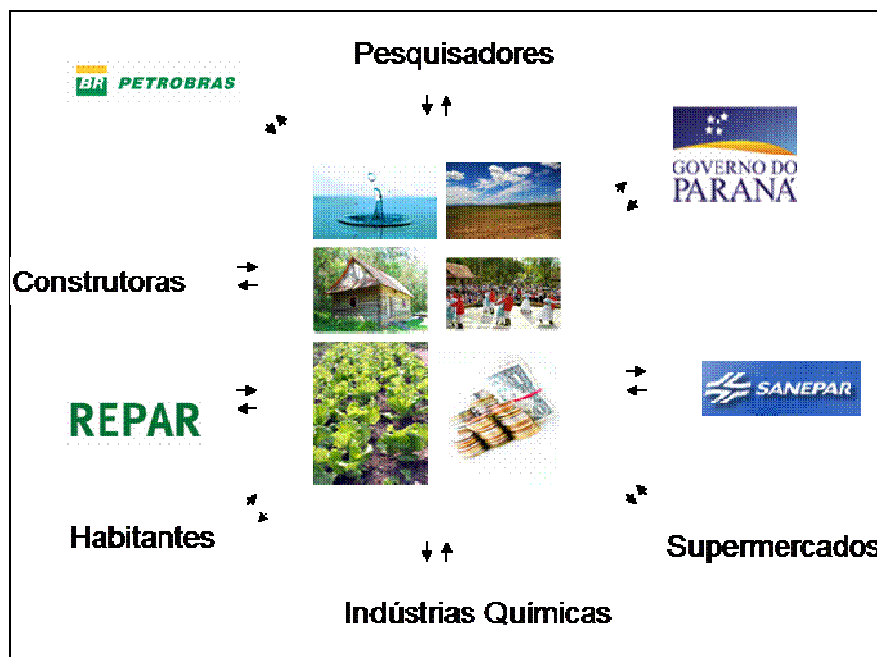 Pesquisadores
BR PETROBRAS
GOVERNO DO
PARANÁ
Construtoras
SANEPAR
REPAR
Habitantes
Supermercados
Indústrias Químicas